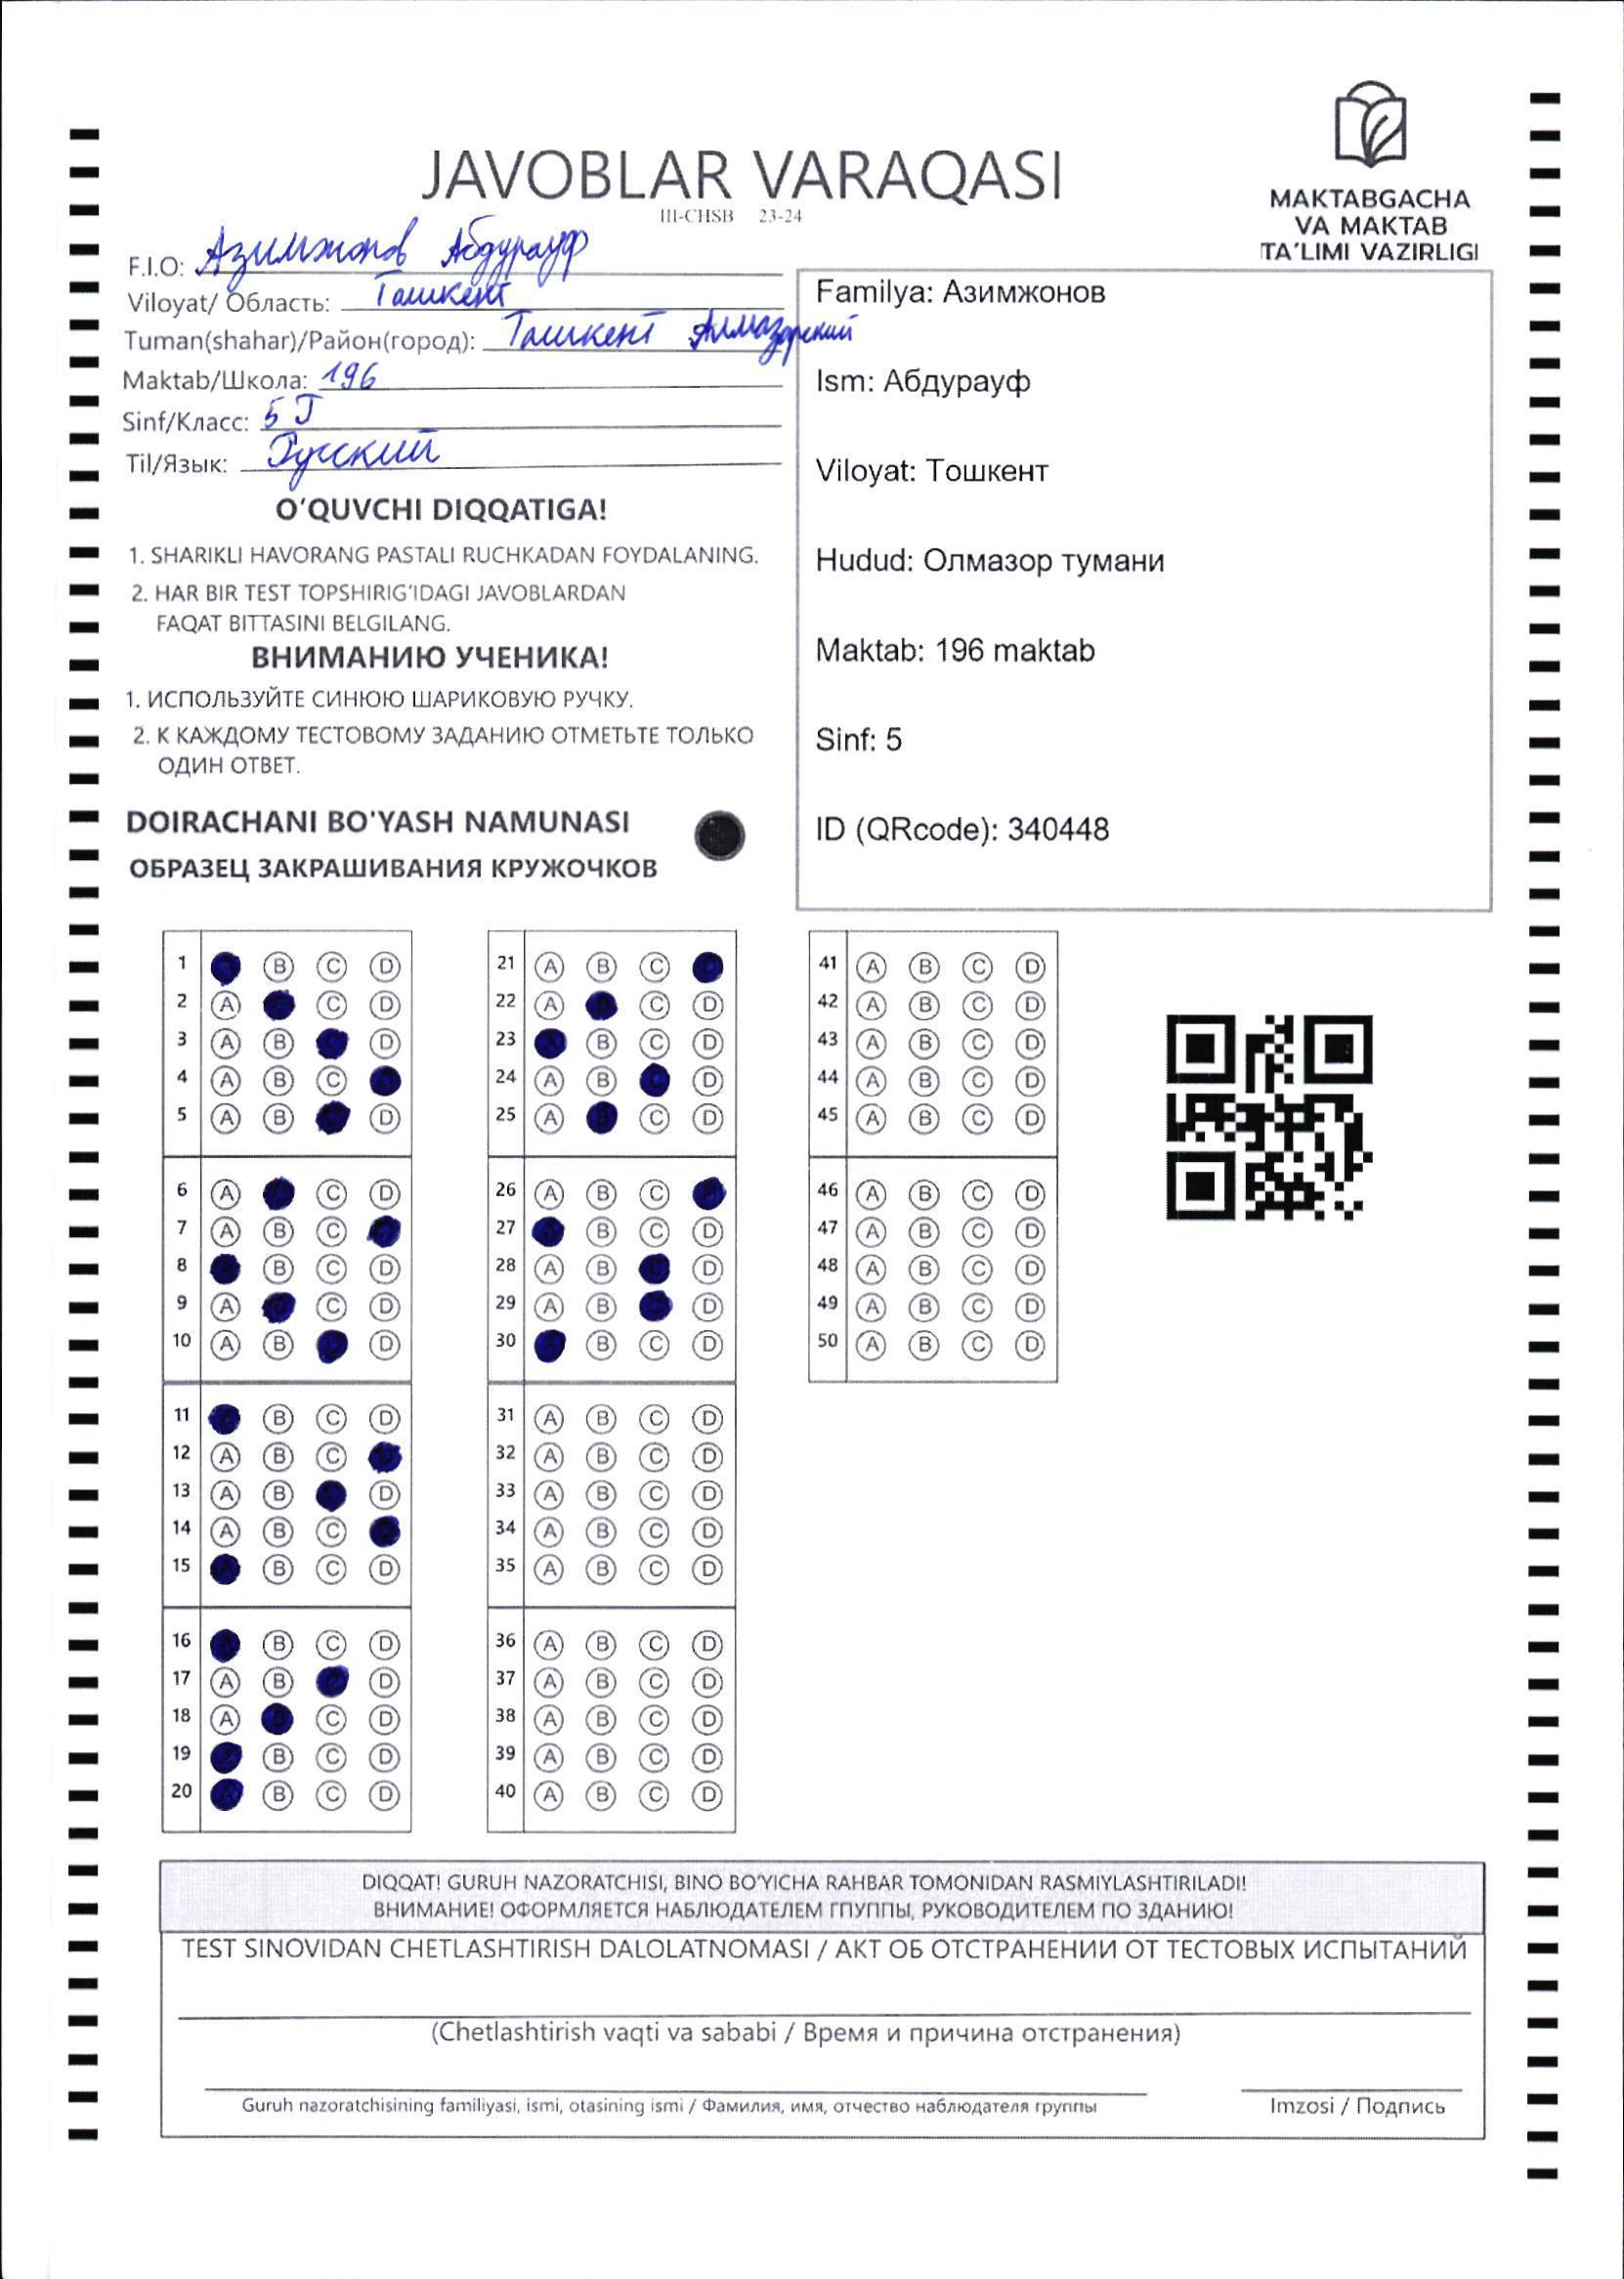 JAVOBLAR VARAQASI
III-CHSB 23-24
MAKTABGACHA
VA MAKTAB
TA'LIMI VAZIRLIGI
F.I.O: Азимжонов Абдурауф
Viloyat/ Область: Ташкент
Tuman(shahar)/Район(город): Ташкент Алмазарский
Maktab/Школа: 196
Sinf/Класс: 5 Г
Til/Язык: Русский
O'QUVCHI DIQQATIGA!
1. SHARIKLI HAVORANG PASTALI RUCHKADAN FOYDALANING.
2. HAR BIR TEST TOPSHIRIG'IDAGI JAVOBLARDAN
FAQAT BITTASINI BELGILANG.
ВНИМАНИЮ УЧЕНИКА!
1. ИСПОЛЬЗУЙТЕ СИНЮЮ ШАРИКОВУЮ РУЧКУ.
2. К КАЖДОМУ ТЕСТОВОМУ ЗАДАНИЮ ОТМЕТЬТЕ ТОЛЬКО
ОДИН ОТВЕТ.
DOIRACHANI BO'YASH NAMUNASI
ОБРАЗЕЦ ЗАКРАШИВАНИЯ КРУЖОЧКОВ
Familya: Азимжонов
Ism: Абдурауф
Viloyat: Тошкент
Hudud: Олмазор тумани
Maktab: 196 maktab
Sinf: 5
ID (QRcode): 340448
1 B C D
2 A C D
3 A B D
4 A B C
5 A B D
6 A C D
7 A B C
8 B C D
9 A C D
10 A B D
11 B C D
12 A B C
13 A B D
14 A B C
15 B C D
16 B C D
17 A B D
18 A B C D
19 B C D
20 B C D
21 A B C
22 A C D
23 B C D
24 A B D
25 A C D
26 A B C
27 B C D
28 A B C D
29 A B D
30 B C D
31 A B C D
32 A B C D
33 A B C D
34 A B C D
35 A B C D
36 A B C D
37 A B C D
38 A B C D
39 A B C D
40 A B C D
41 A B C D
42 A B C D
43 A B C D
44 A B C D
45 A B C D
46 A B C D
47 A B C D
48 A B C D
49 A B C D
50 A B C D
DIQQAT! GURUH NAZORATCHISI, BINO BO'YICHA RAHBAR TOMONIDAN RASMIYLASHTIRILADI!
ВНИМАНИЕ! ОФОРМЛЯЕТСЯ НАБЛЮДАТЕЛЕМ ГПУППЫ, РУКОВОДИТЕЛЕМ ПО ЗДАНИЮ!
TEST SINOVIDAN CHETLASHTIRISH DALOLATNOMASI / АКТ ОБ ОТСТРАНЕНИИ ОТ ТЕСТОВЫХ ИСПЫТАНИЙ
(Chetlashtirish vaqti va sababi / Время и причина отстранения)
Guruh nazoratchisining familiyasi, ismi, otasining ismi / Фамилия, имя, отчество наблюдателя группы
Imzosi / Подпись